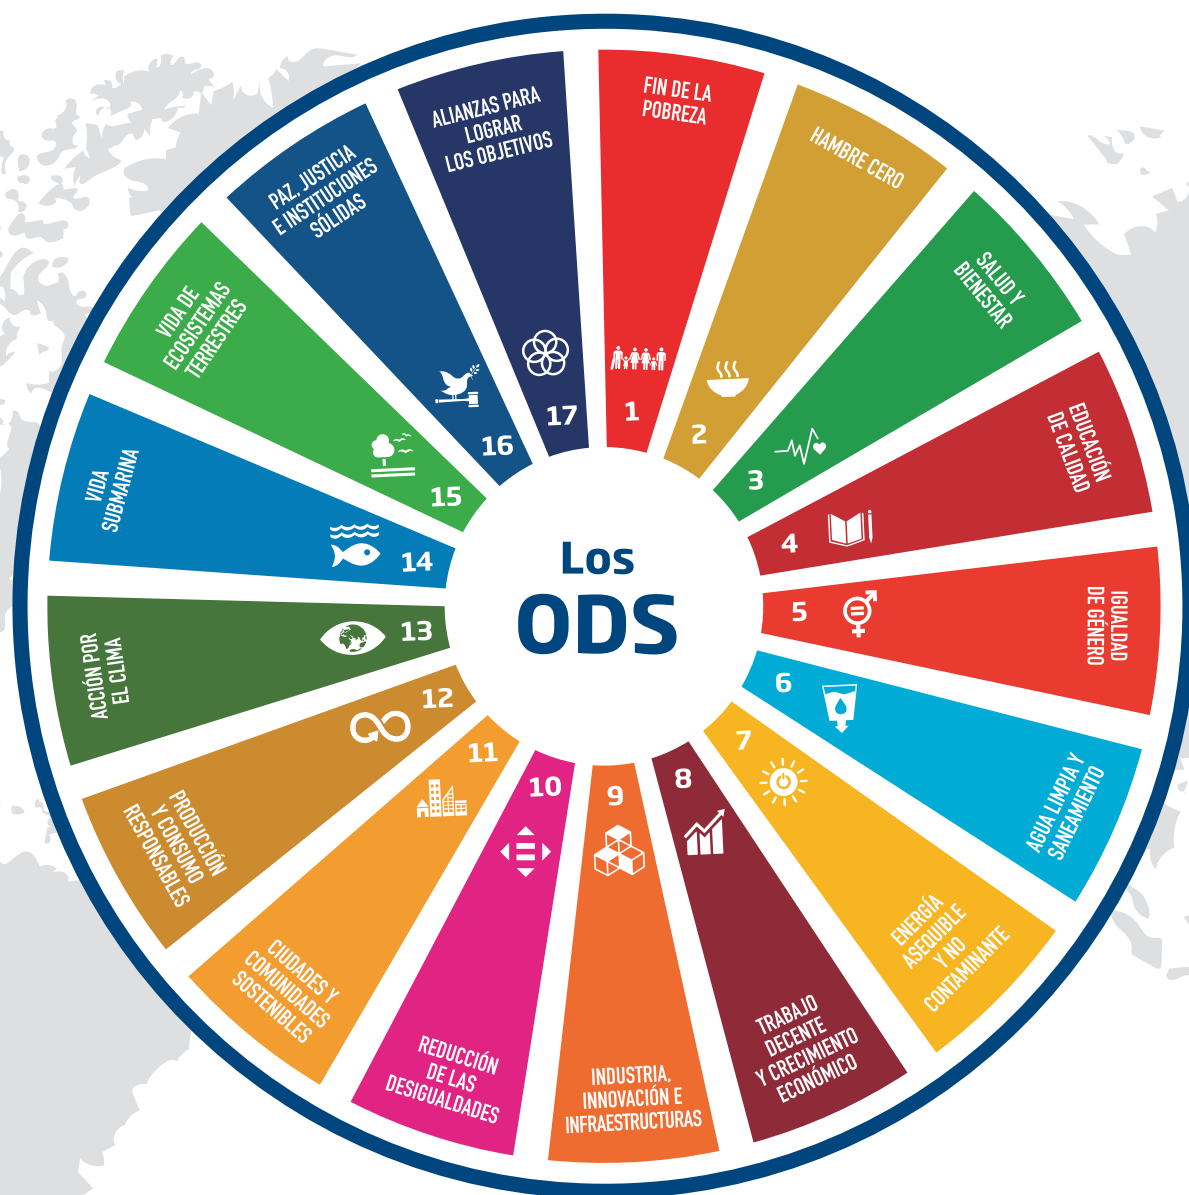 Los
ODS
FIN DE LA
POBREZA
1
HAMBRE CERO
2
SALUD Y
BIENESTAR
3
EDUCACIÓN
DE CALIDAD
4
IGUALDAD
DE GÉNERO
5
AGUA LIMPIA Y
SANEAMIENTO
6
ENERGÍA
ASEQUIBLE
Y NO
CONTAMINANTE
7
TRABAJO
DECENTE
Y CRECIMIENTO
ECONÓMICO
8
INDUSTRIA,
INNOVACIÓN E
INFRAESTRUCTURAS
9
REDUCCIÓN
DE LAS
DESIGUALDADES
10
CIUDADES Y
COMUNIDADES
SOSTENIBLES
11
PRODUCCIÓN
Y CONSUMO
RESPONSABLES
12
ACCIÓN POR
EL CLIMA
13
VIDA
SUBMARINA
14
VIDA DE
ECOSISTEMAS
TERRESTRES
15
PAZ, JUSTICIA
E INSTITUCIONES
SÓLIDAS
16
ALIANZAS PARA
LOGRAR
LOS OBJETIVOS
17